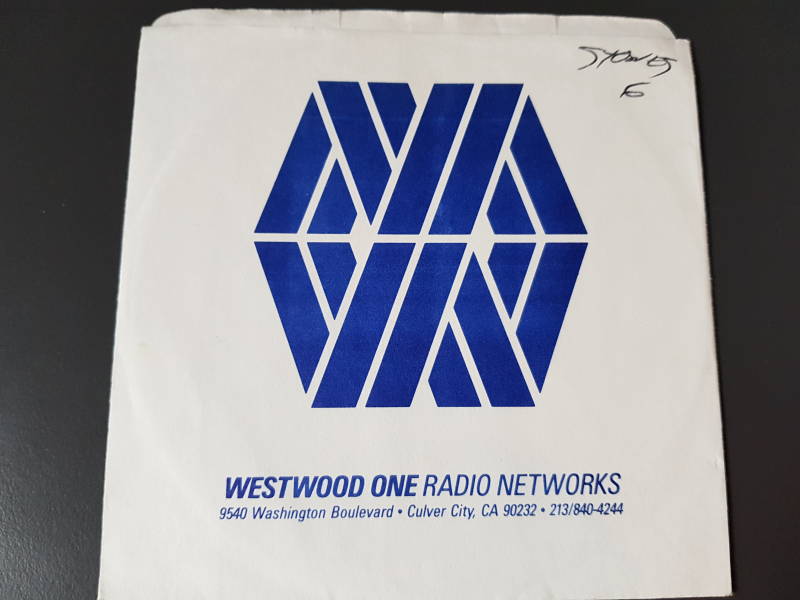 STONES
6
WESTWOOD ONE RADIO NETWORKS
9540 Washington Boulevard • Culver City, CA 90232 • 213/840-4244